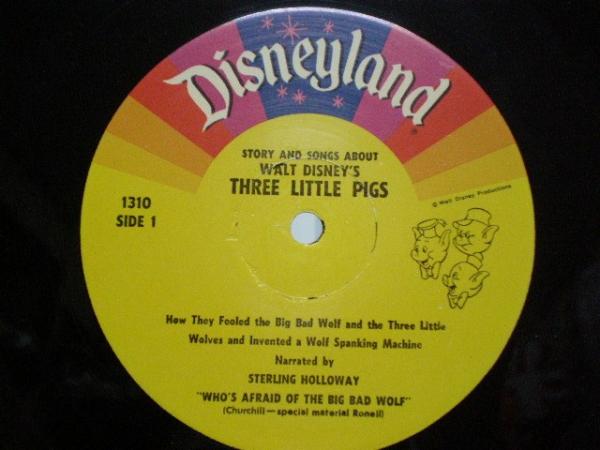 Disneyland
®
STORY AND SONGS ABOUT
WALT DISNEY'S
THREE LITTLE PIGS
1310
SIDE 1
© Walt Disney Productions
How They Fooled the Big Bad Wolf and the Three Little
Wolves and Invented a Wolf Spanking Machine
Narrated by
STERLING HOLLOWAY
"WHO'S AFRAID OF THE BIG BAD WOLF"
(Churchill—special material Ronell)